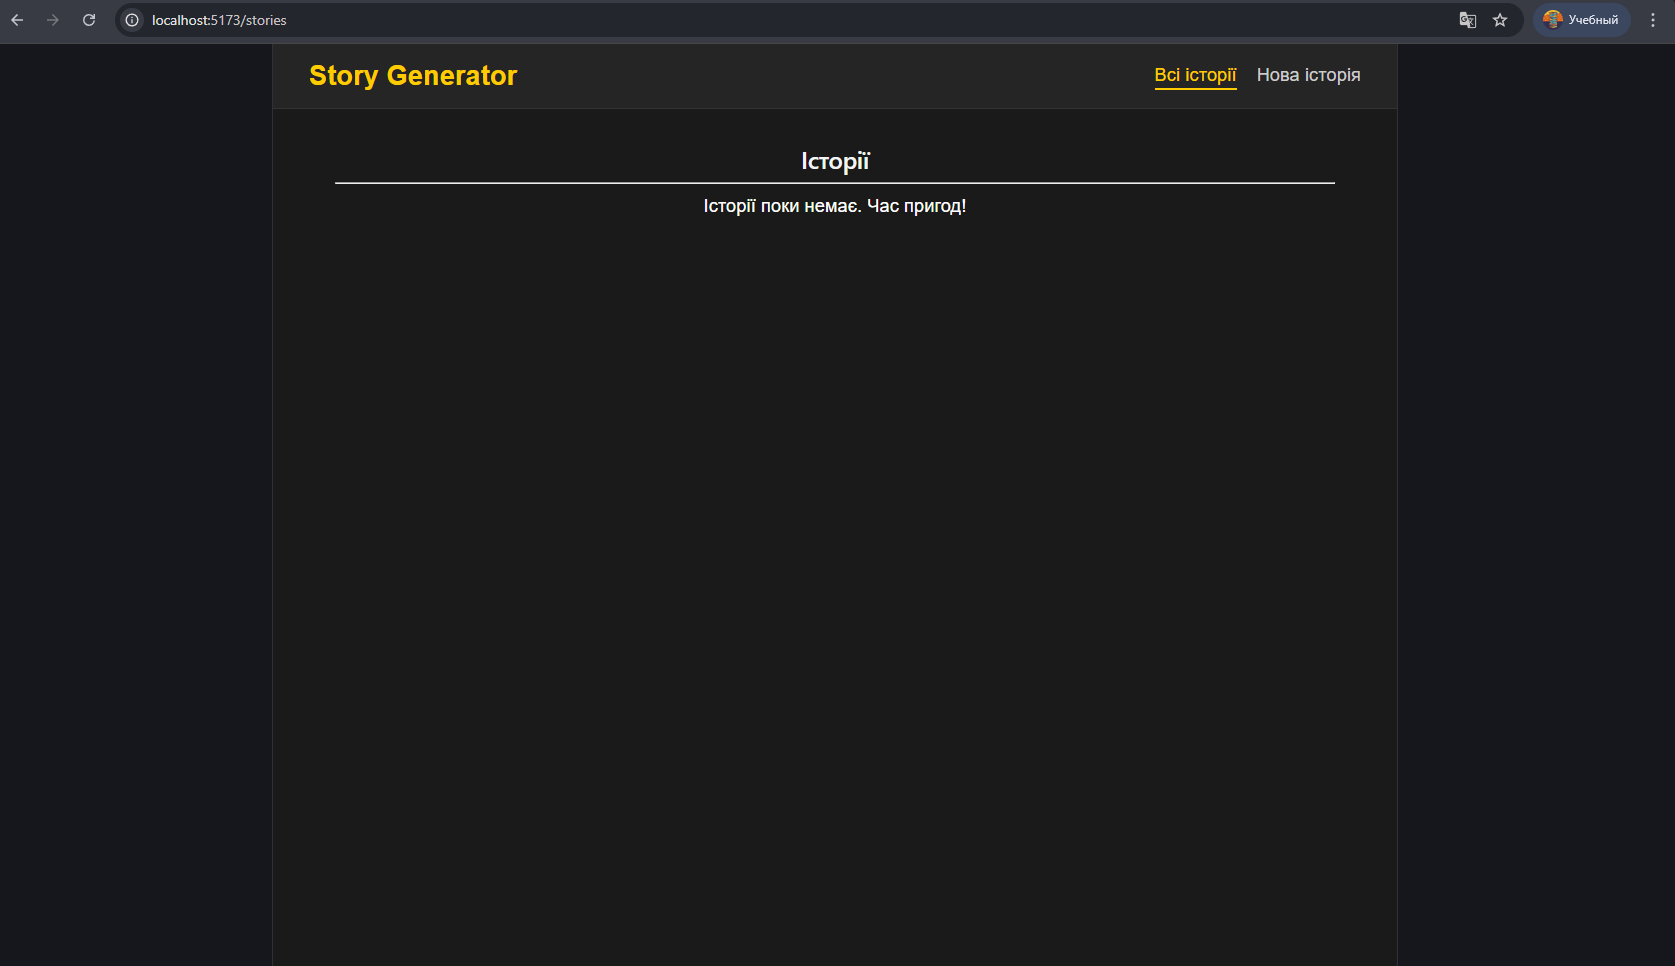 localhost:5173/stories
Учебный
Story Generator
Всі історії
Нова історія
Історії
Історії поки немає. Час пригод!